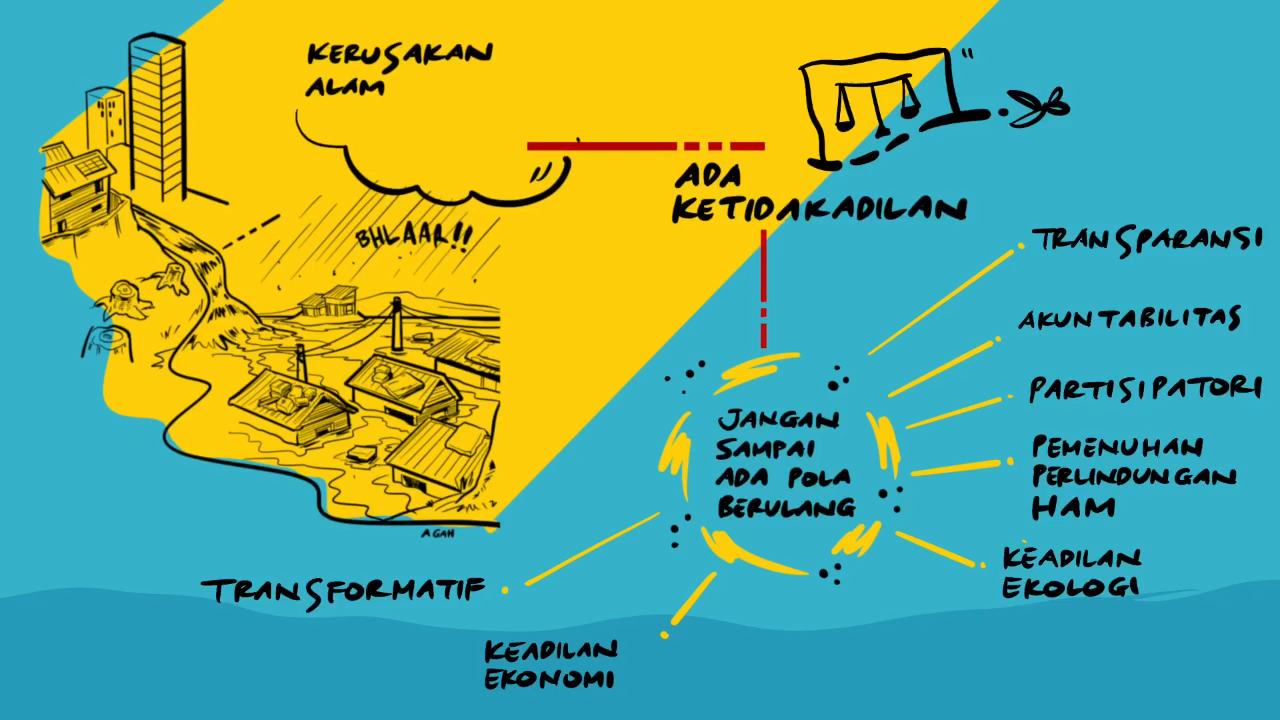 KERUSAKAN
ALAM
BHLAAR!!
ADA
KETIDAKADILAN
TRANSPARANSI
AKUNTABILITAS
PARTISIPATORI
PEMENUHAN
PERLINDUNGAN
HAM
KEADILAN
EKOLOGI
JANGAN
SAMPAI
ADA POLA
BERULANG
AGAH
TRANSFORMATIF
KEADILAN
EKONOMI